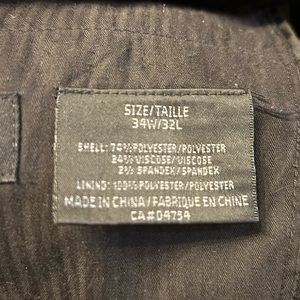 SIZE/TAILLE
34W/32L
SHELL: 74% POLYESTER/POLYESTER
24% VISCOSE/VISCOSE
2% SPANDEX/SPANDEX
LINING: 100% POLYESTER/POLYESTER
MADE IN CHINA/FABRIQUE EN CHINE
CA#04754